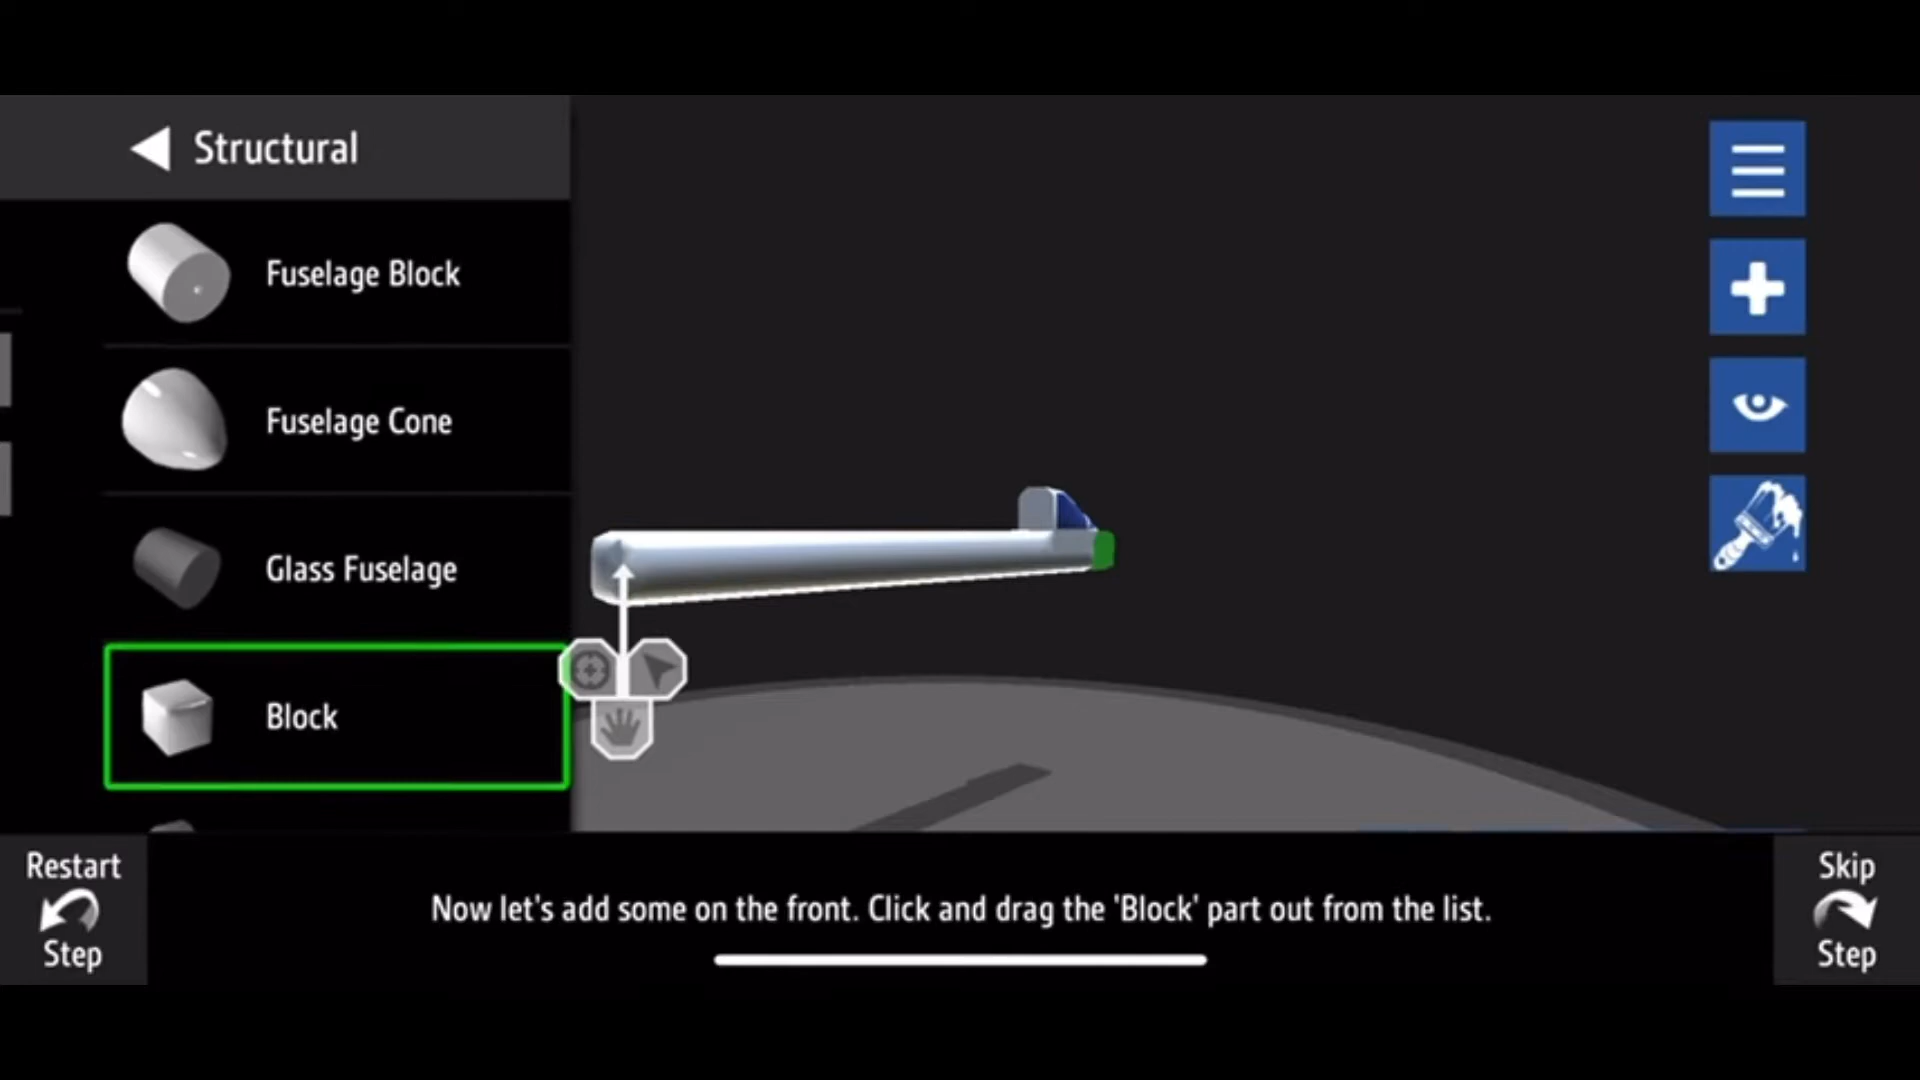 Structural
Fuselage Block
Fuselage Cone
Glass Fuselage
Block
Restart
Step
Now let's add some on the front. Click and drag the 'Block' part out from the list.
Skip
Step